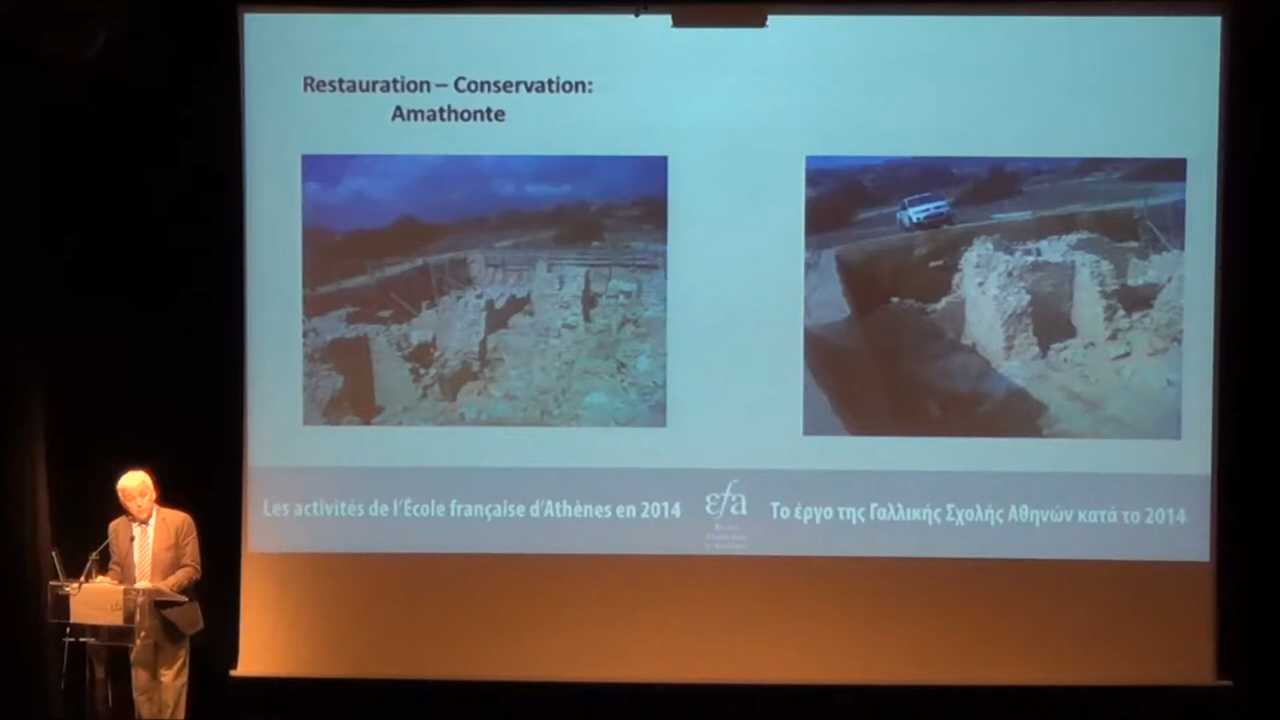 Restauration – Conservation:
Amathonte
Les activités de l'École française d'Athènes en 2014
εfa
Το έργο της Γαλλικής Σχολής Αθηνών κατά το 2014